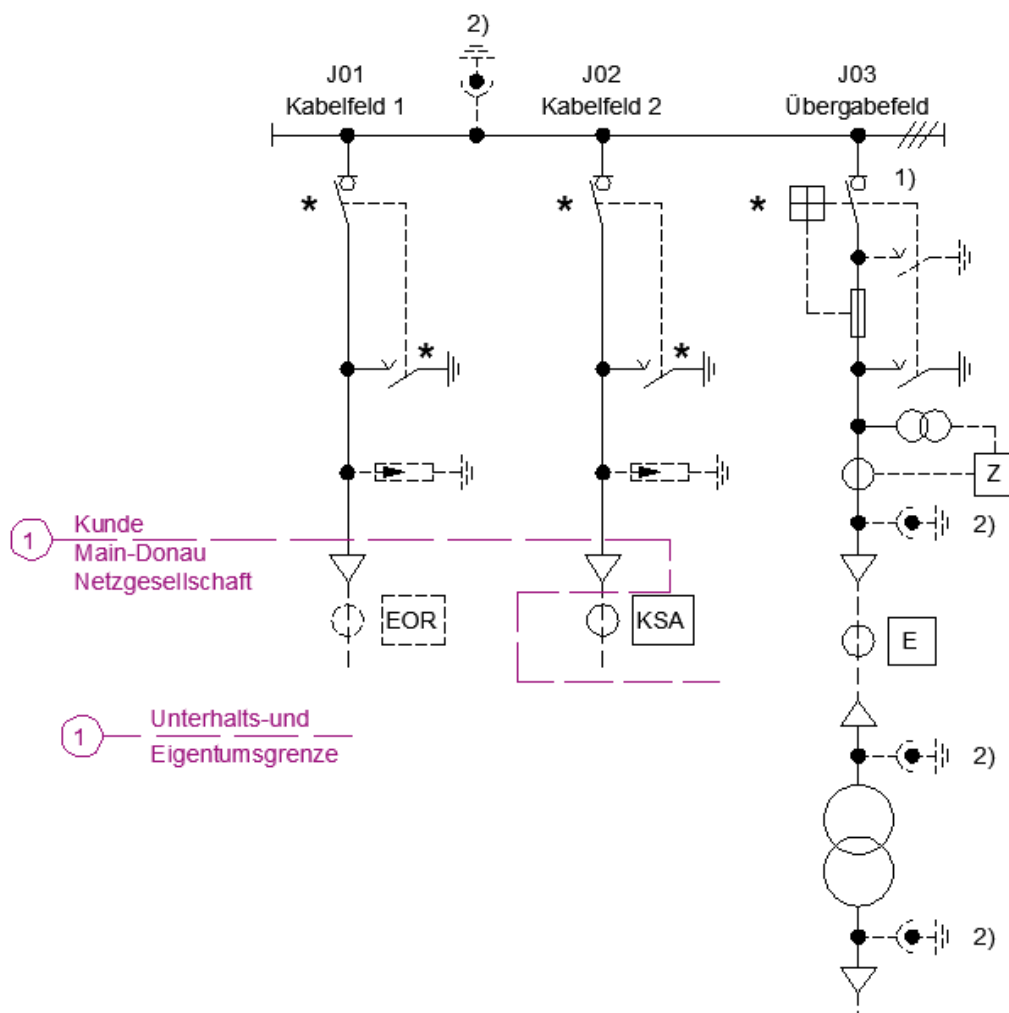 2)
J01
Kabelfeld 1
J02
Kabelfeld 2
J03
Übergabefeld
1)
*
*
*
*
*
Z
2)
1
Kunde
Main-Donau
Netzgesellschaft
EOR
KSA
E
1
Unterhalts-und
Eigentumsgrenze
2)
2)